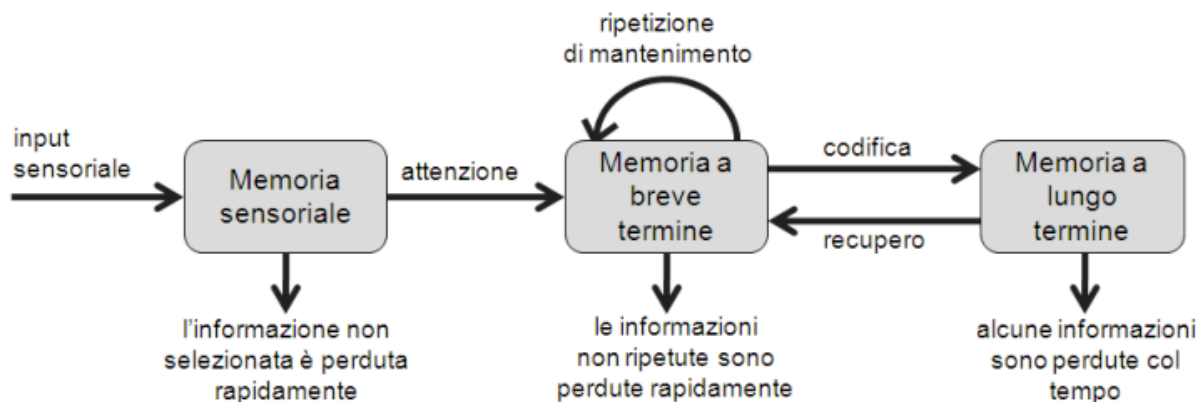 ripetizione
di mantenimento
input
sensoriale
Memoria
sensoriale
attenzione
Memoria a
breve
termine
codifica
recupero
Memoria a
lungo
termine
l'informazione non
selezionata è perduta
rapidamente
le informazioni
non ripetute sono
perdute rapidamente
alcune informazioni
sono perdute col
tempo